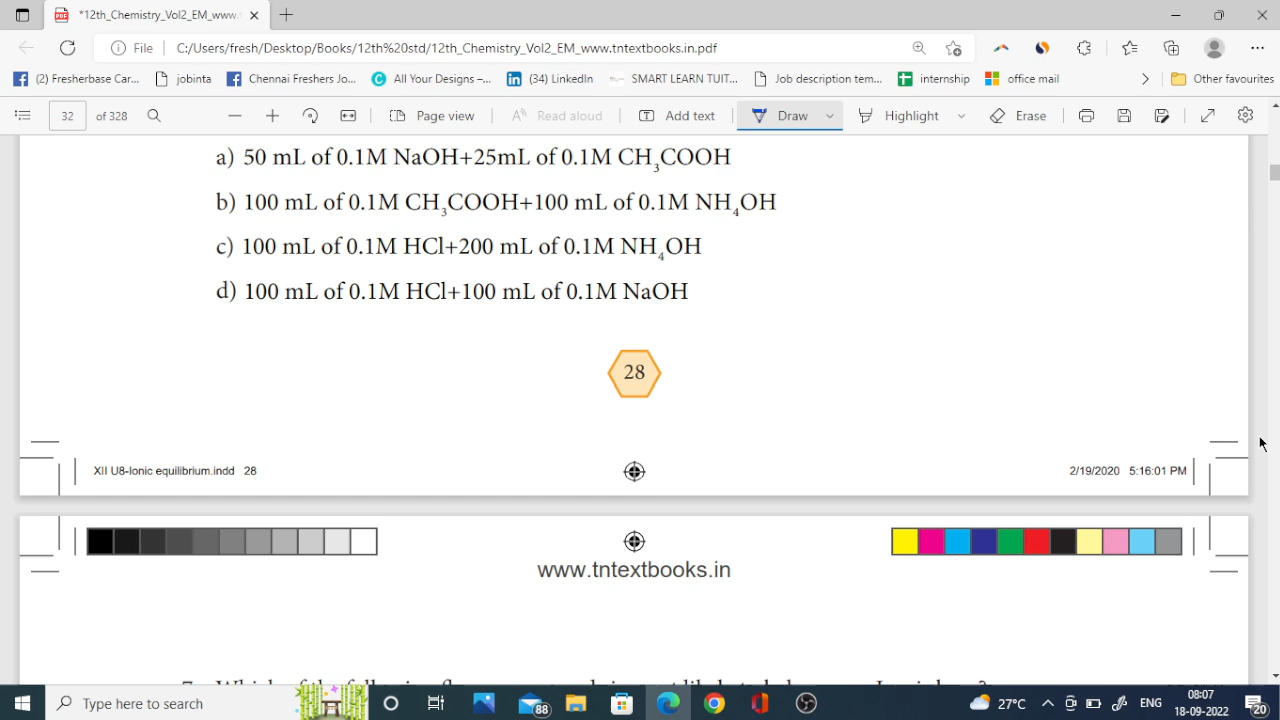 *12th_Chemistry_Vol2_EM_www.
File C:/Users/fresh/Desktop/Books/12th%20std/12th_Chemistry_Vol2_EM_www.tntextbooks.in.pdf
(2) Fresherbase Car... jobinta Chennai Freshers Jo... All Your Designs –... (34) LinkedIn SMART LEARN TUIT... Job description tem... internship office mail Other favourites
32 of 328 Page view Read aloud Add text Draw Highlight Erase
a) 50 mL of 0.1M NaOH+25mL of 0.1M CH₃COOH
b) 100 mL of 0.1M CH₃COOH+100 mL of 0.1M NH₄OH
c) 100 mL of 0.1M HCl+200 mL of 0.1M NH₄OH
d) 100 mL of 0.1M HCl+100 mL of 0.1M NaOH
28
XII U8-Ionic equilibrium.indd 28 2/19/2020 5:16:01 PM
www.tntextbooks.in
Type here to search 88 27°C ENG 08:07
18-09-2022 20